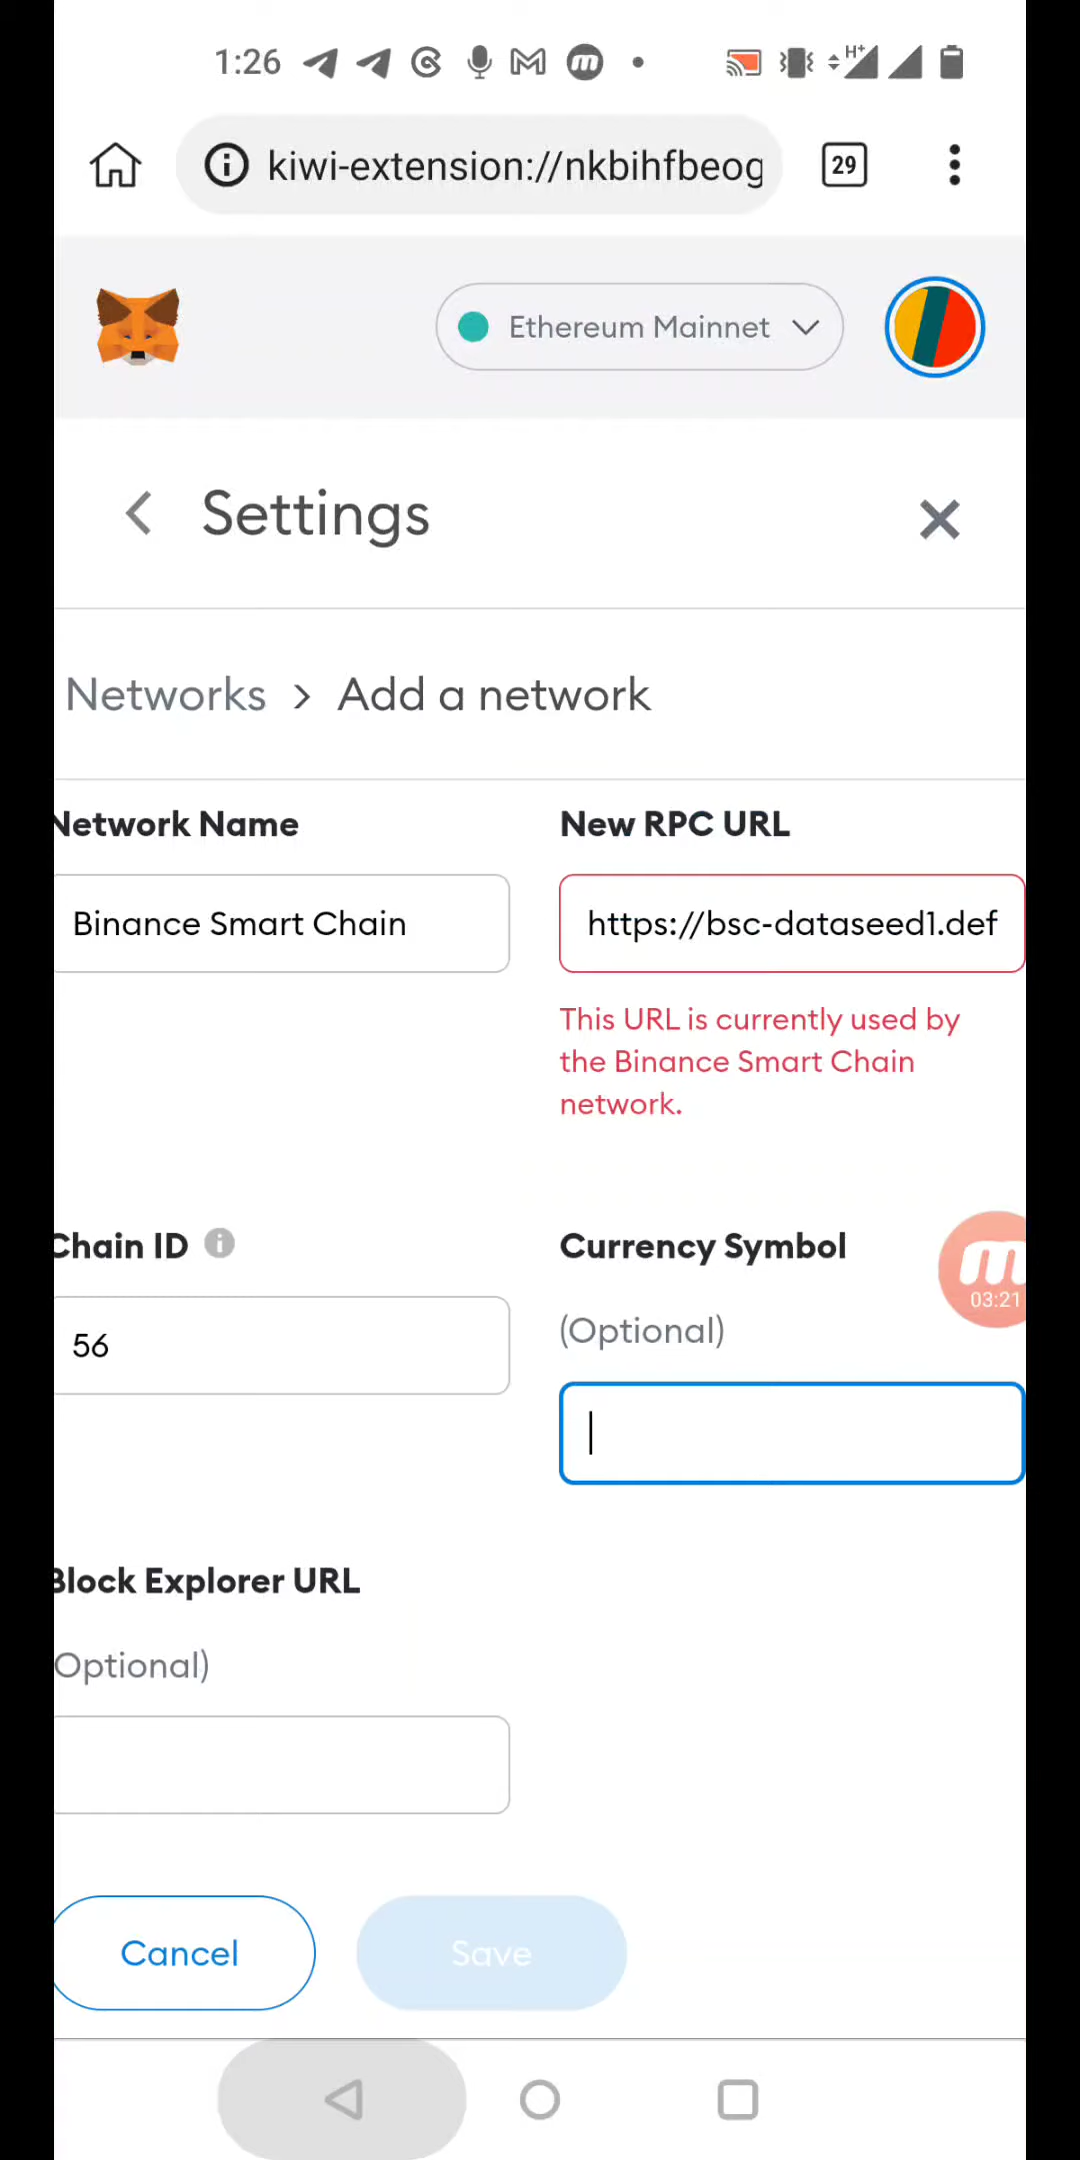 1:26
H+
kiwi-extension://nkbihfbeog
29
Ethereum Mainnet
Settings
Networks > Add a network
Network Name
New RPC URL
Binance Smart Chain
https://bsc-dataseed1.def
This URL is currently used by
the Binance Smart Chain
network.
Chain ID
Currency Symbol
(Optional)
56
03:21
Block Explorer URL
Optional)
Cancel
Save